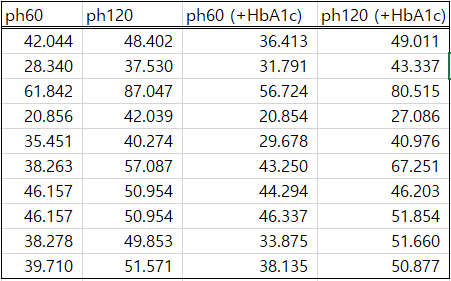 ph60 ph120 ph60 (+HbA1c) ph120 (+HbA1c)
42.044 48.402 36.413 49.011
28.340 37.530 31.791 43.337
61.842 87.047 56.724 80.515
20.856 42.039 20.854 27.086
35.451 40.274 29.678 40.976
38.263 57.087 43.250 67.251
46.157 50.954 44.294 46.203
46.157 50.954 46.337 51.854
38.278 49.853 33.875 51.660
39.710 51.571 38.135 50.877